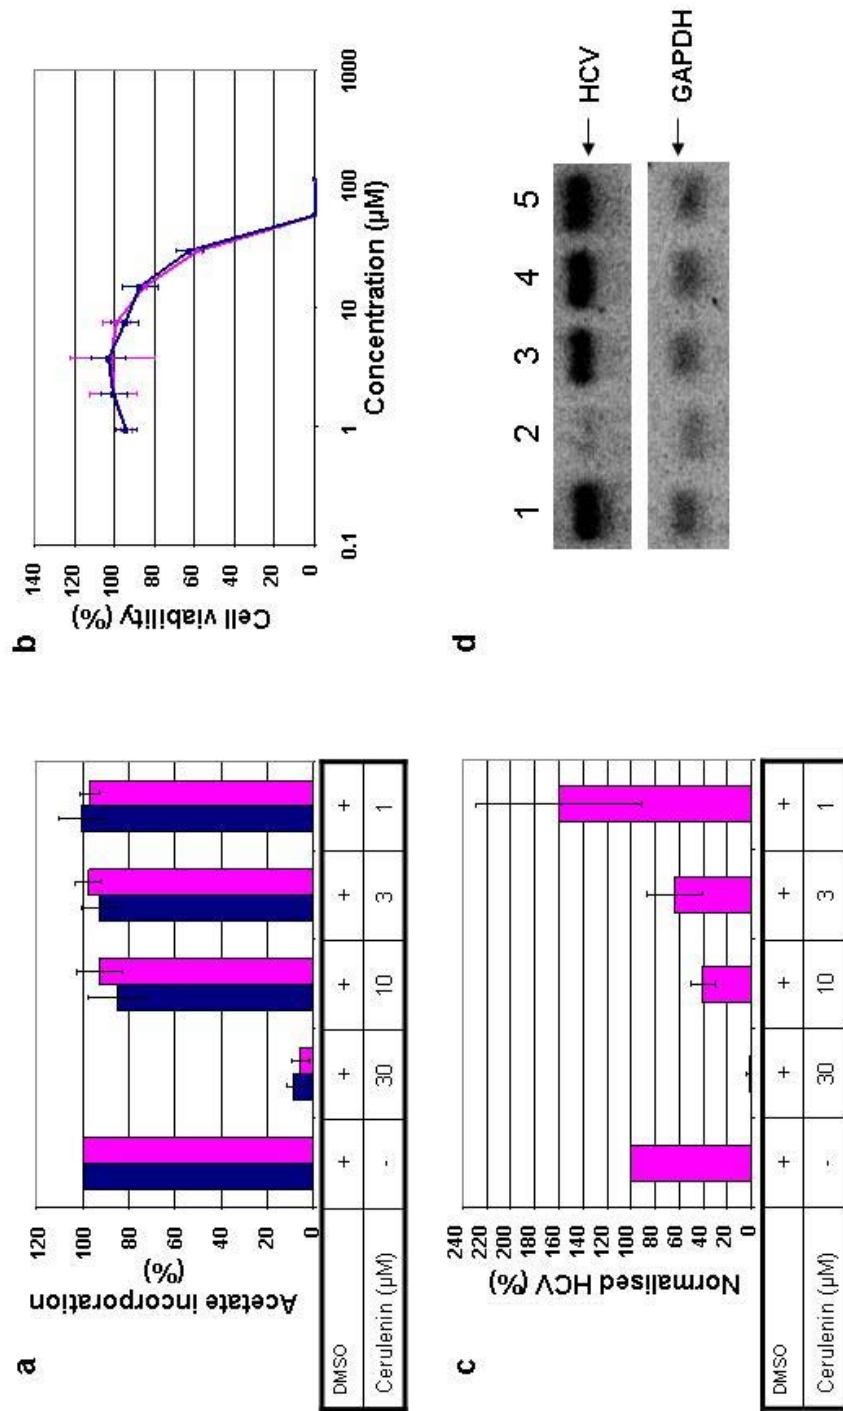 a
120
100
80
60
40
20
0
Acetate incorporation
(%)
DMSO + + + + +
Cerulenin (µM) - 30 10 3 1
b
140
120
100
80
60
40
20
0
Cell viability (%)
0.1 1 10 100 1000
Concentration (µM)
c
240
220
200
180
160
140
120
100
80
60
40
20
0
Normalised HCV (%)
DMSO + + + + +
Cerulenin (µM) - 30 10 3 1
d
1 2 3 4 5
HCV
GAPDH